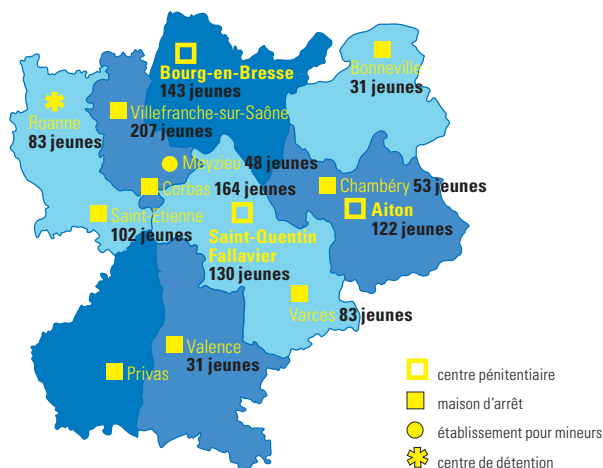 Bourg-en-Bresse
143 jeunes
Bonneville
31 jeunes
Roanne
83 jeunes
Villefranche-sur-Saône
207 jeunes
Meyzieu 48 jeunes
Corbas 164 jeunes
Chambéry 53 jeunes
Aiton
122 jeunes
Saint-Étienne
102 jeunes
Saint-Quentin
Fallavier
130 jeunes
Varces 83 jeunes
Valence
31 jeunes
Privas
centre pénitentiaire
maison d'arrêt
établissement pour mineurs
centre de détention